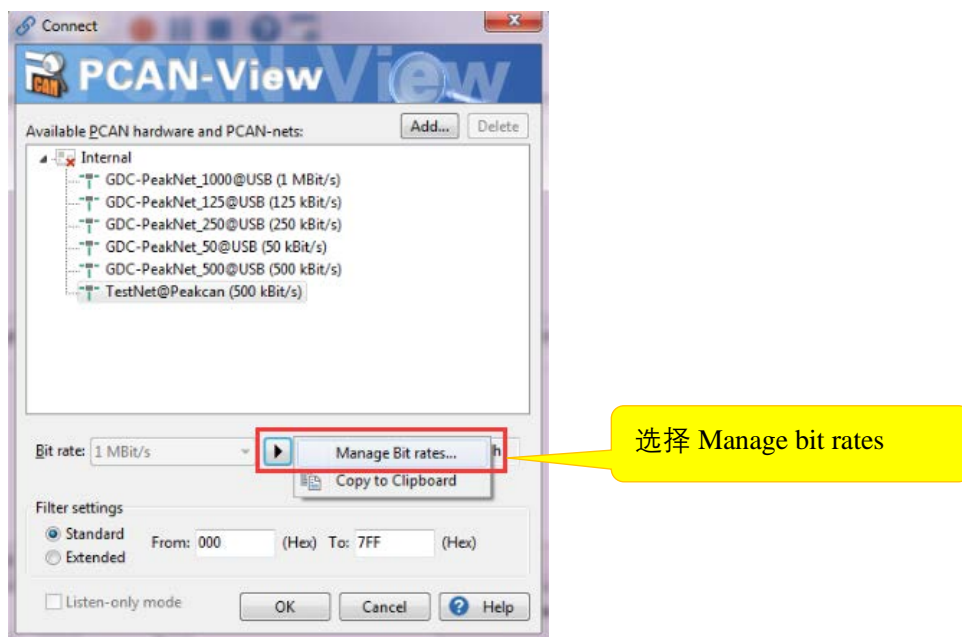 Connect
PCAN-View
Available PCAN hardware and PCAN-nets:
Add...
Delete
Internal
GDC-PeakNet_1000@USB (1 MBit/s)
GDC-PeakNet_125@USB (125 kBit/s)
GDC-PeakNet_250@USB (250 kBit/s)
GDC-PeakNet_50@USB (50 kBit/s)
GDC-PeakNet_500@USB (500 kBit/s)
TestNet@Peakcan (500 kBit/s)
Bit rate: 1 MBit/s
Manage Bit rates...
h
Copy to Clipboard
选择 Manage bit rates
Filter settings
Standard
Extended
From: 000 (Hex) To: 7FF (Hex)
Listen-only mode
OK
Cancel
Help